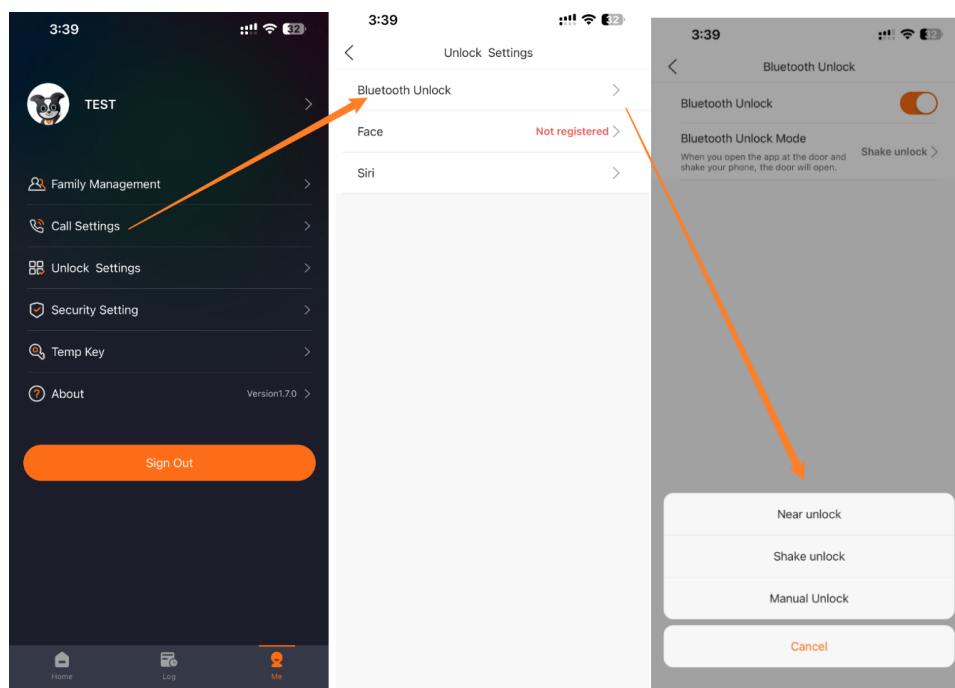 3:39
32
TEST
Family Management
Call Settings
Unlock Settings
Security Setting
Temp Key
About
Version1.7.0
Sign Out
Home
Log
Me
3:39
32
Unlock Settings
Bluetooth Unlock
Face
Not registered
Siri
3:39
32
Bluetooth Unlock
Bluetooth Unlock
Bluetooth Unlock Mode
When you open the app at the door and
shake your phone, the door will open.
Shake unlock
Near unlock
Shake unlock
Manual Unlock
Cancel